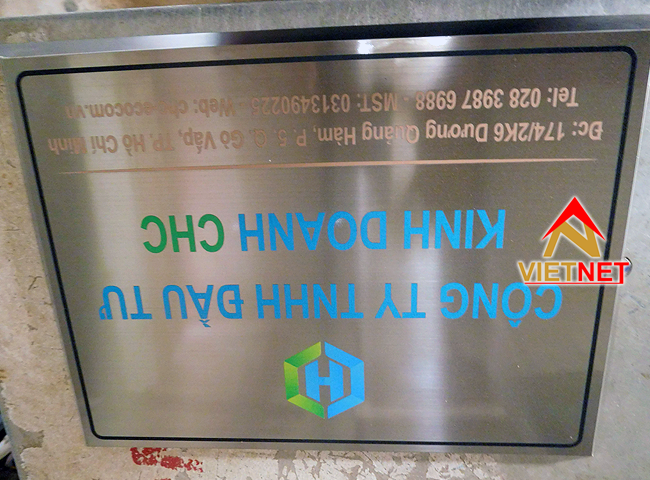 CÔNG TY TNHH ĐẦU TƯ
KINH DOANH CHC
Đc: 174/2K6 Dương Quảng Hàm, P. 5, Q. Gò Vấp, TP. Hồ Chí Minh
Tel: 028 3987 6988 - MST: 0313490225 - Web:
VIETNET